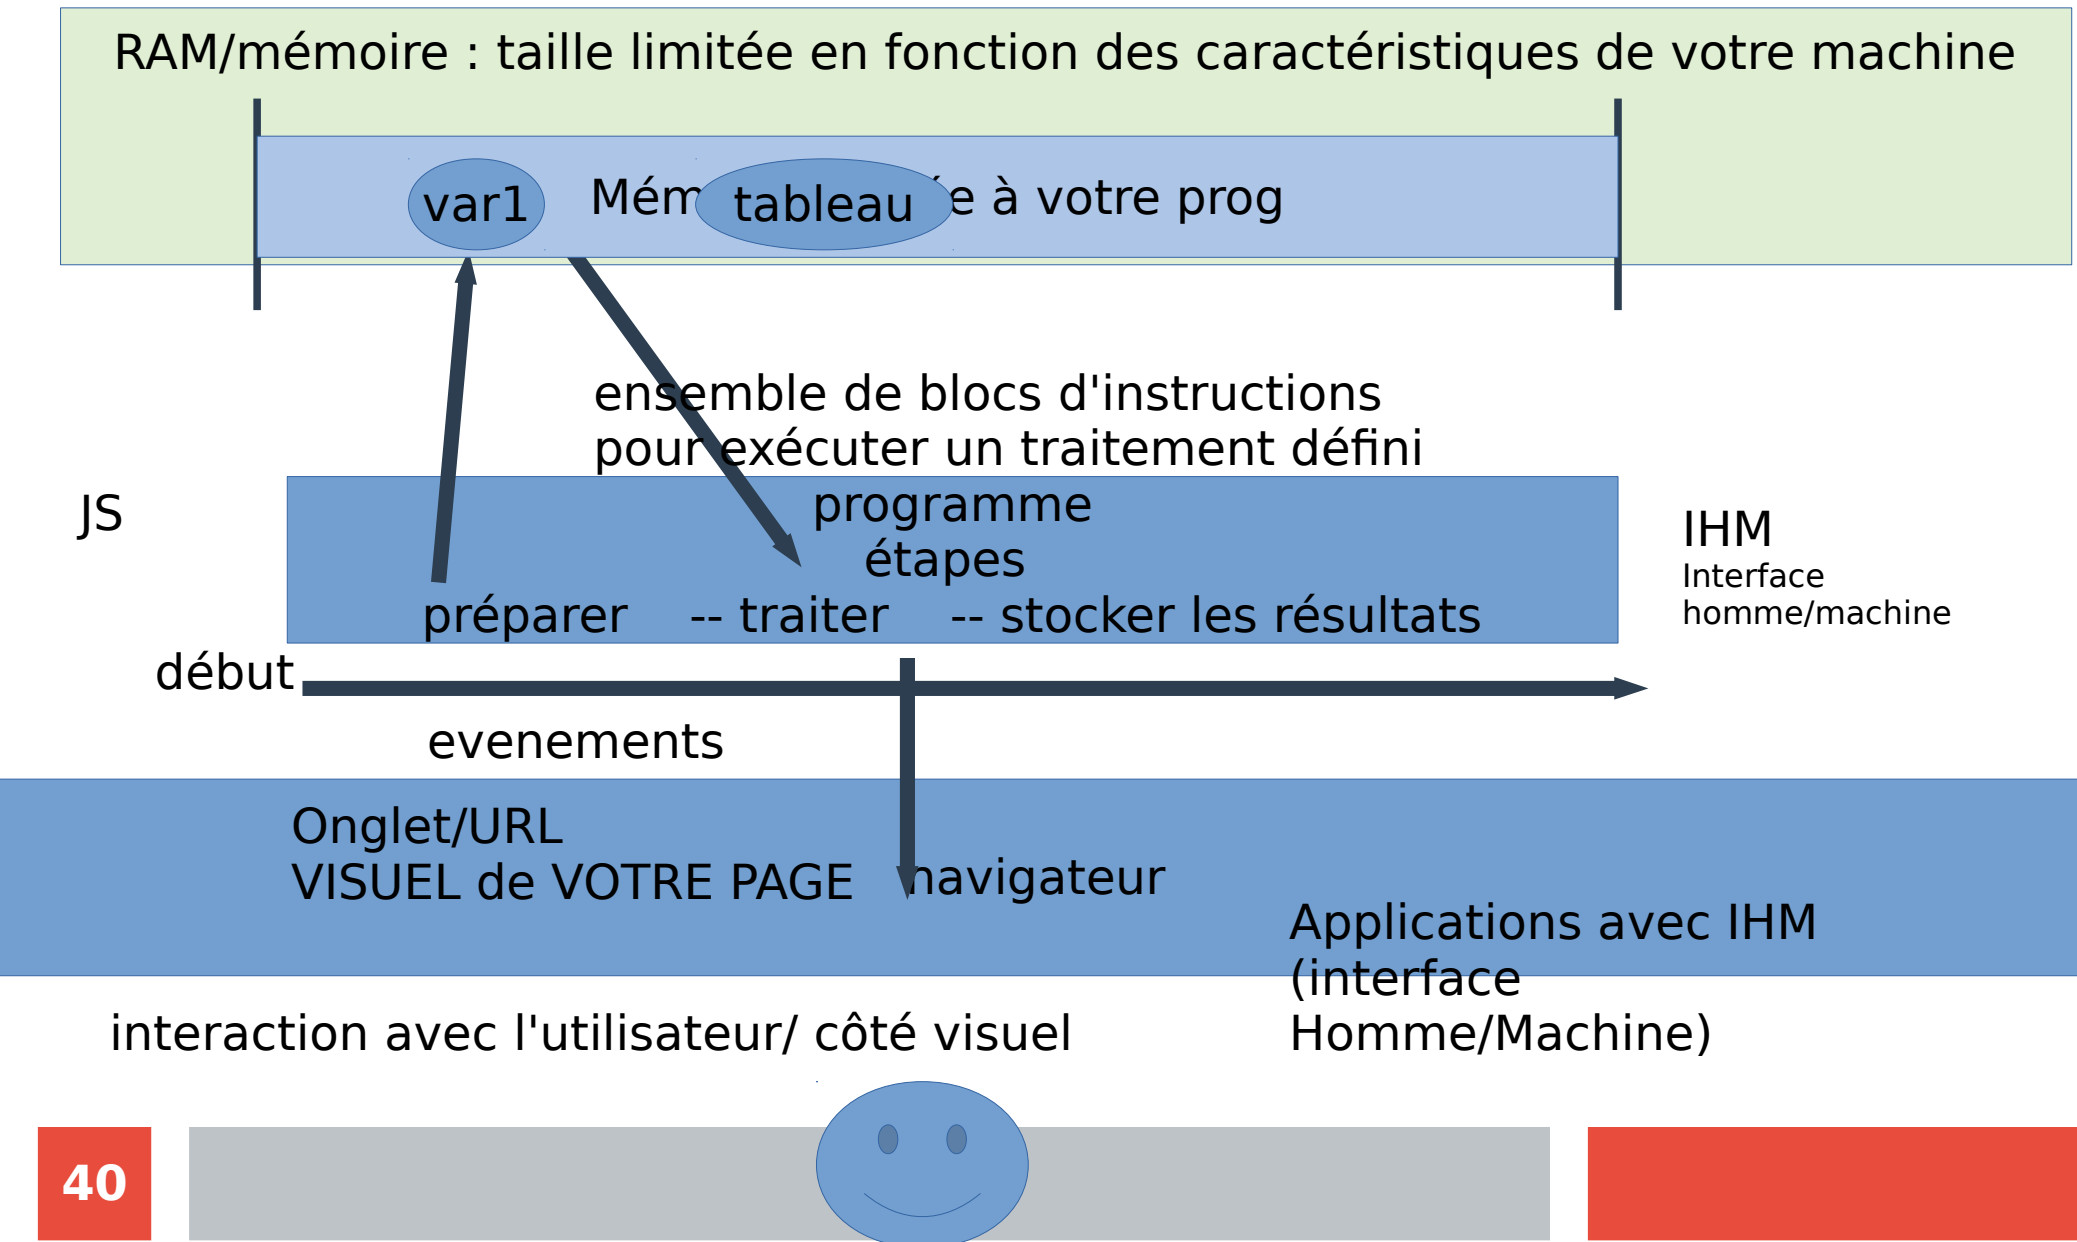 RAM/mémoire : taille limitée en fonction des caractéristiques de votre machine
var1
tableau
à votre prog
ensemble de blocs d'instructions
pour exécuter un traitement défini
JS
programme
étapes
préparer -- traiter -- stocker les résultats
IHM
Interface
homme/machine
début
evenements
Onglet/URL
VISUEL de VOTRE PAGE
navigateur
Applications avec IHM
(interface
Homme/Machine)
interaction avec l'utilisateur/ côté visuel
40